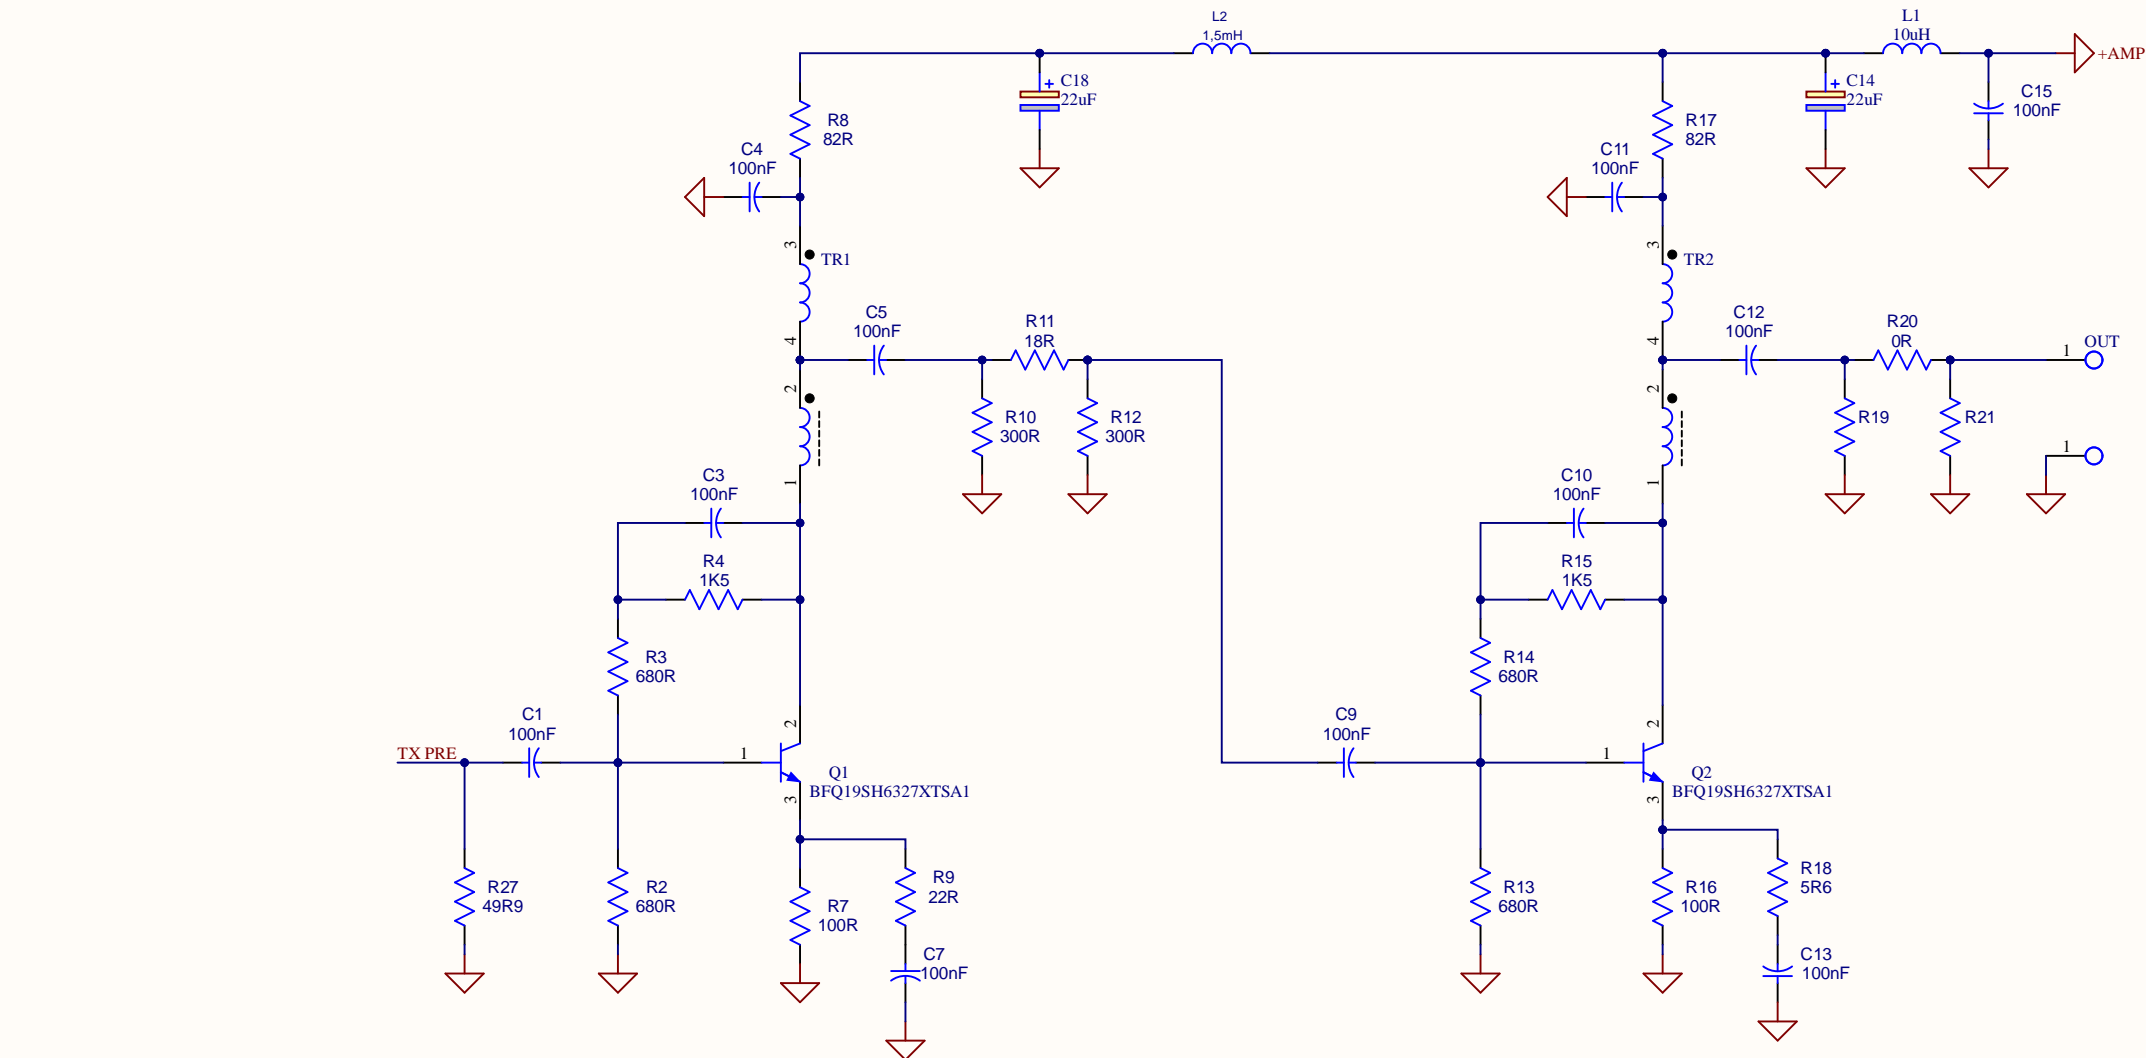 L2
1,5mH
L1
10uH
+AMP
C18
22uF
C14
22uF
C15
100nF
R8
82R
R17
82R
C4
100nF
C11
100nF
3
TR1
3
TR2
4
C5
100nF
R11
18R
4
C12
100nF
R20
0R
1
OUT
2
R10
300R
R12
300R
2
R19
R21
1
1
C3
100nF
1
C10
100nF
R4
1K5
R15
1K5
R3
680R
R14
680R
TX PRE
C1
100nF
1
2
Q1
BFQ19SH6327XTSA1
3
C9
100nF
1
2
Q2
BFQ19SH6327XTSA1
3
R27
49R9
R2
680R
R7
100R
R9
22R
C7
100nF
R13
680R
R16
100R
R18
5R6
C13
100nF